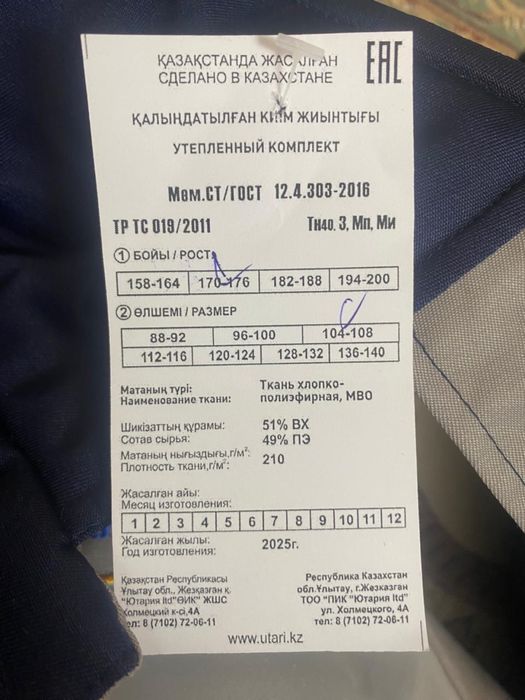 ҚАЗАҚСТАНДА ЖАСАЛҒАН
СДЕЛАНО В КАЗАХСТАНЕ
EAC
ҚАЛЫҢДАТЫЛҒАН КИІМ ЖИЫНТЫҒЫ
УТЕПЛЕННЫЙ КОМПЛЕКТ
Мем.СТ/ГОСТ 12.4.303-2016
ТР ТС 019/2011 Тн40. З, Мп, Ми
1 БОЙЫ / РОСТ
158-164 170-176 182-188 194-200
2 ӨЛШЕМІ / РАЗМЕР
88-92 96-100 104-108
112-116 120-124 128-132 136-140
Матаның түрі: Ткань хлопко-
Наименование ткани: полиэфирная, МВО
Шикізаттың құрамы: 51% ВХ
Сотав сырья: 49% ПЭ
Матаның нығыздығы,г/м²:
Плотность ткани,г/м²: 210
Жасалған айы:
Месяц изготовления:
1 2 3 4 5 6 7 8 9 10 11 12
Жасалған жылы:
Год изготовления: 2025г.
Қазақстан Республикасы Республика Казахстан
Ұлытау обл., Жезқазған қ. обл.Ұлытау, г.Жезказган
"Ютария ltd"ӨИК" ЖШС ТОО "ПИК "Ютария ltd"
Холмецкий к-сі,4А ул. Холмецкого, 4А
тел: 8 (7102) 72-06-11 тел: 8 (7102) 72-06-11
www.utari.kz